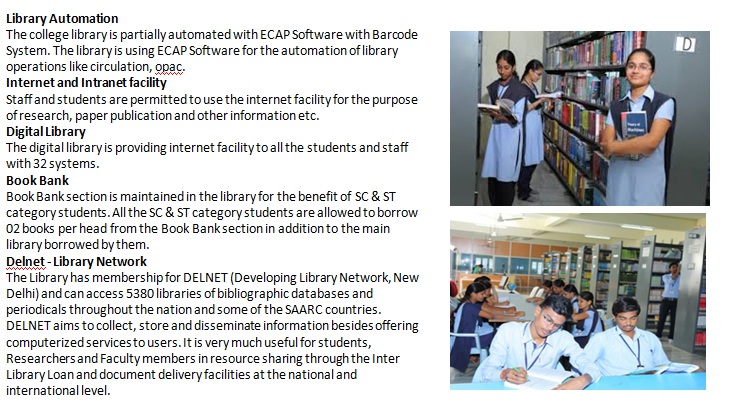 Library Automation
The college library is partially automated with ECAP Software with Barcode
System. The library is using ECAP Software for the automation of library
operations like circulation, opac.
Internet and Intranet facility
Staff and students are permitted to use the internet facility for the purpose
of research, paper publication and other information etc.
Digital Library
The digital library is providing internet facility to all the students and staff
with 32 systems.
Book Bank
Book Bank section is maintained in the library for the benefit of SC & ST
category students. All the SC & ST category students are allowed to borrow
02 books per head from the Book Bank section in addition to the main
library borrowed by them.
Delnet - Library Network
The Library has membership for DELNET (Developing Library Network, New
Delhi) and can access 5380 libraries of bibliographic databases and
periodicals throughout the nation and some of the SAARC countries.
DELNET aims to collect, store and disseminate information besides offering
computerized services to users. It is very much useful for students,
Researchers and Faculty members in resource sharing through the Inter
Library Loan and document delivery facilities at the national and
international level.
D
Machines